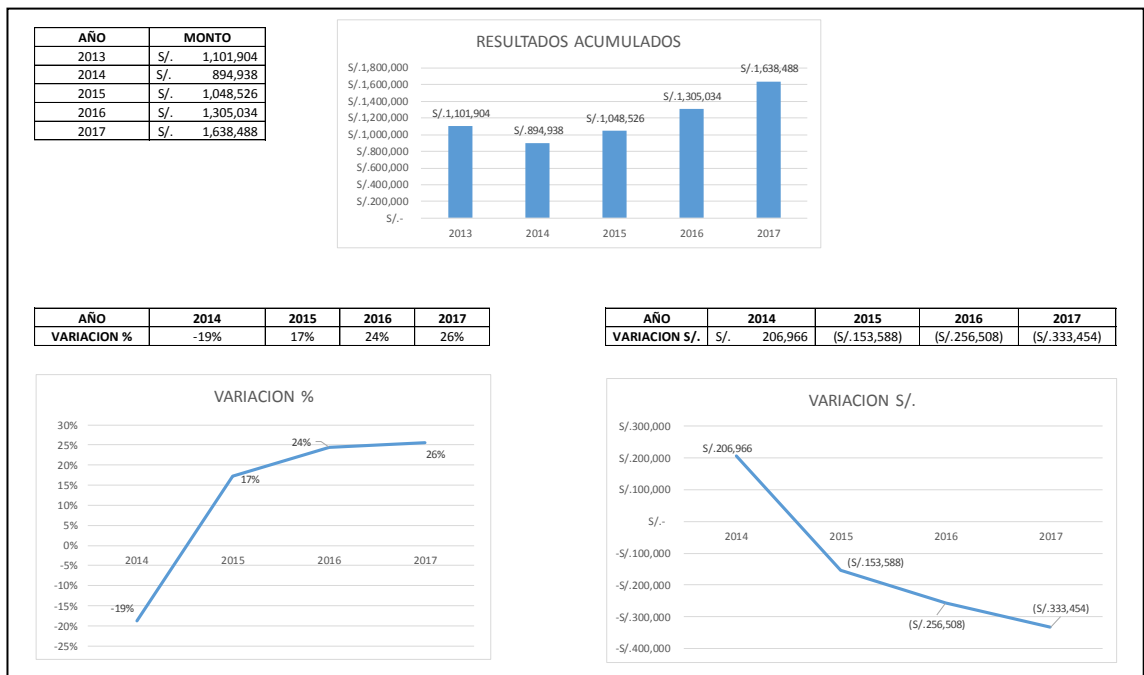 AÑO MONTO
2013 S/. 1,101,904
2014 S/. 894,938
2015 S/. 1,048,526
2016 S/. 1,305,034
2017 S/. 1,638,488
RESULTADOS ACUMULADOS
S/.1,800,000
S/.1,600,000
S/.1,400,000
S/.1,200,000
S/.1,000,000
S/.800,000
S/.600,000
S/.400,000
S/.200,000
S/.-
S/.1,101,904
S/.894,938
S/.1,048,526
S/.1,305,034
S/.1,638,488
2013 2014 2015 2016 2017
AÑO 2014 2015 2016 2017
VARIACION % -19% 17% 24% 26%
AÑO 2014 2015 2016 2017
VARIACION S/. S/. 206,966 (S/.153,588) (S/.256,508) (S/.333,454)
VARIACION %
30%
25%
20%
15%
10%
5%
0%
-5%
-10%
-15%
-20%
-25%
-19%
17%
24%
26%
2014 2015 2016 2017
VARIACION S/.
S/.300,000
S/.200,000
S/.100,000
S/.-
-S/.100,000
-S/.200,000
-S/.300,000
-S/.400,000
S/.206,966
(S/.153,588)
(S/.256,508)
(S/.333,454)
2014 2015 2016 2017